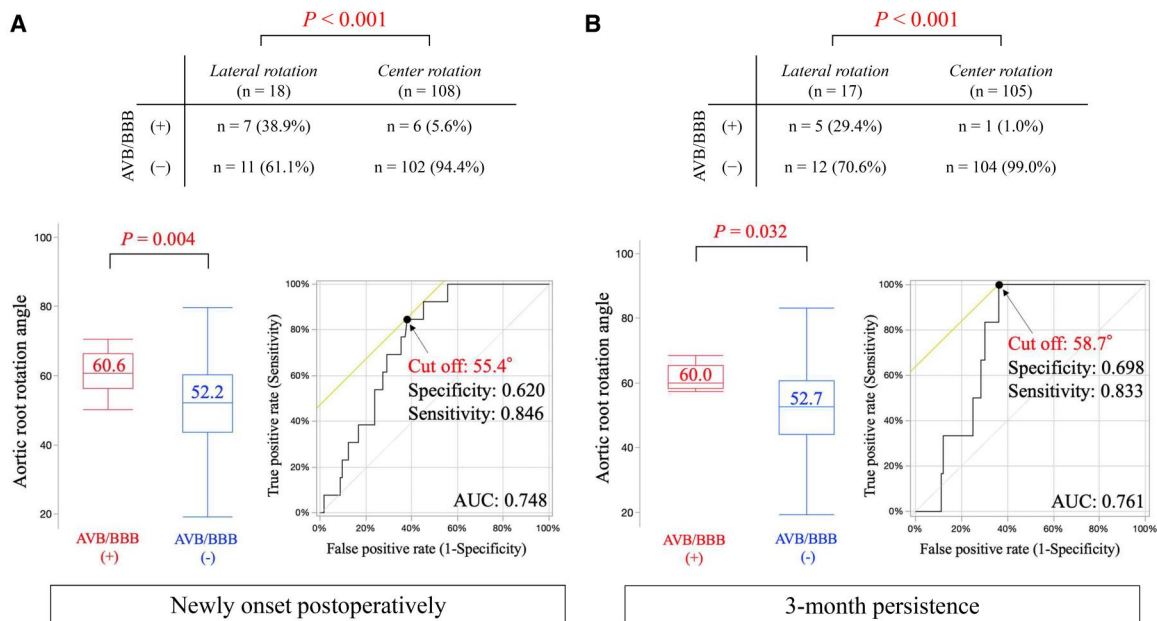 A
P < 0.001
Lateral rotation
(n = 18)
Center rotation
(n = 108)
AVB/BBB
(+)
n = 7 (38.9%)
n = 6 (5.6%)
(−)
n = 11 (61.1%)
n = 102 (94.4%)
Aortic root rotation angle
100
80
60
40
20
P = 0.004
60.6
52.2
AVB/BBB
(+)
AVB/BBB
(-)
True positive rate (Sensitivity)
100%
80%
60%
40%
20%
0%
Cut off: 55.4°
Specificity: 0.620
Sensitivity: 0.846
AUC: 0.748
0%
20%
40%
60%
80%
100%
False positive rate (1-Specificity)
Newly onset postoperatively
B
P < 0.001
Lateral rotation
(n = 17)
Center rotation
(n = 105)
AVB/BBB
(+)
n = 5 (29.4%)
n = 1 (1.0%)
(−)
n = 12 (70.6%)
n = 104 (99.0%)
Aortic root rotation angle
100
80
60
40
20
P = 0.032
60.0
52.7
AVB/BBB
(+)
AVB/BBB
(-)
True positive rate (Sensitivity)
100%
80%
60%
40%
20%
0%
Cut off: 58.7°
Specificity: 0.698
Sensitivity: 0.833
AUC: 0.761
0%
20%
40%
60%
80%
100%
False positive rate (1-Specificity)
3-month persistence